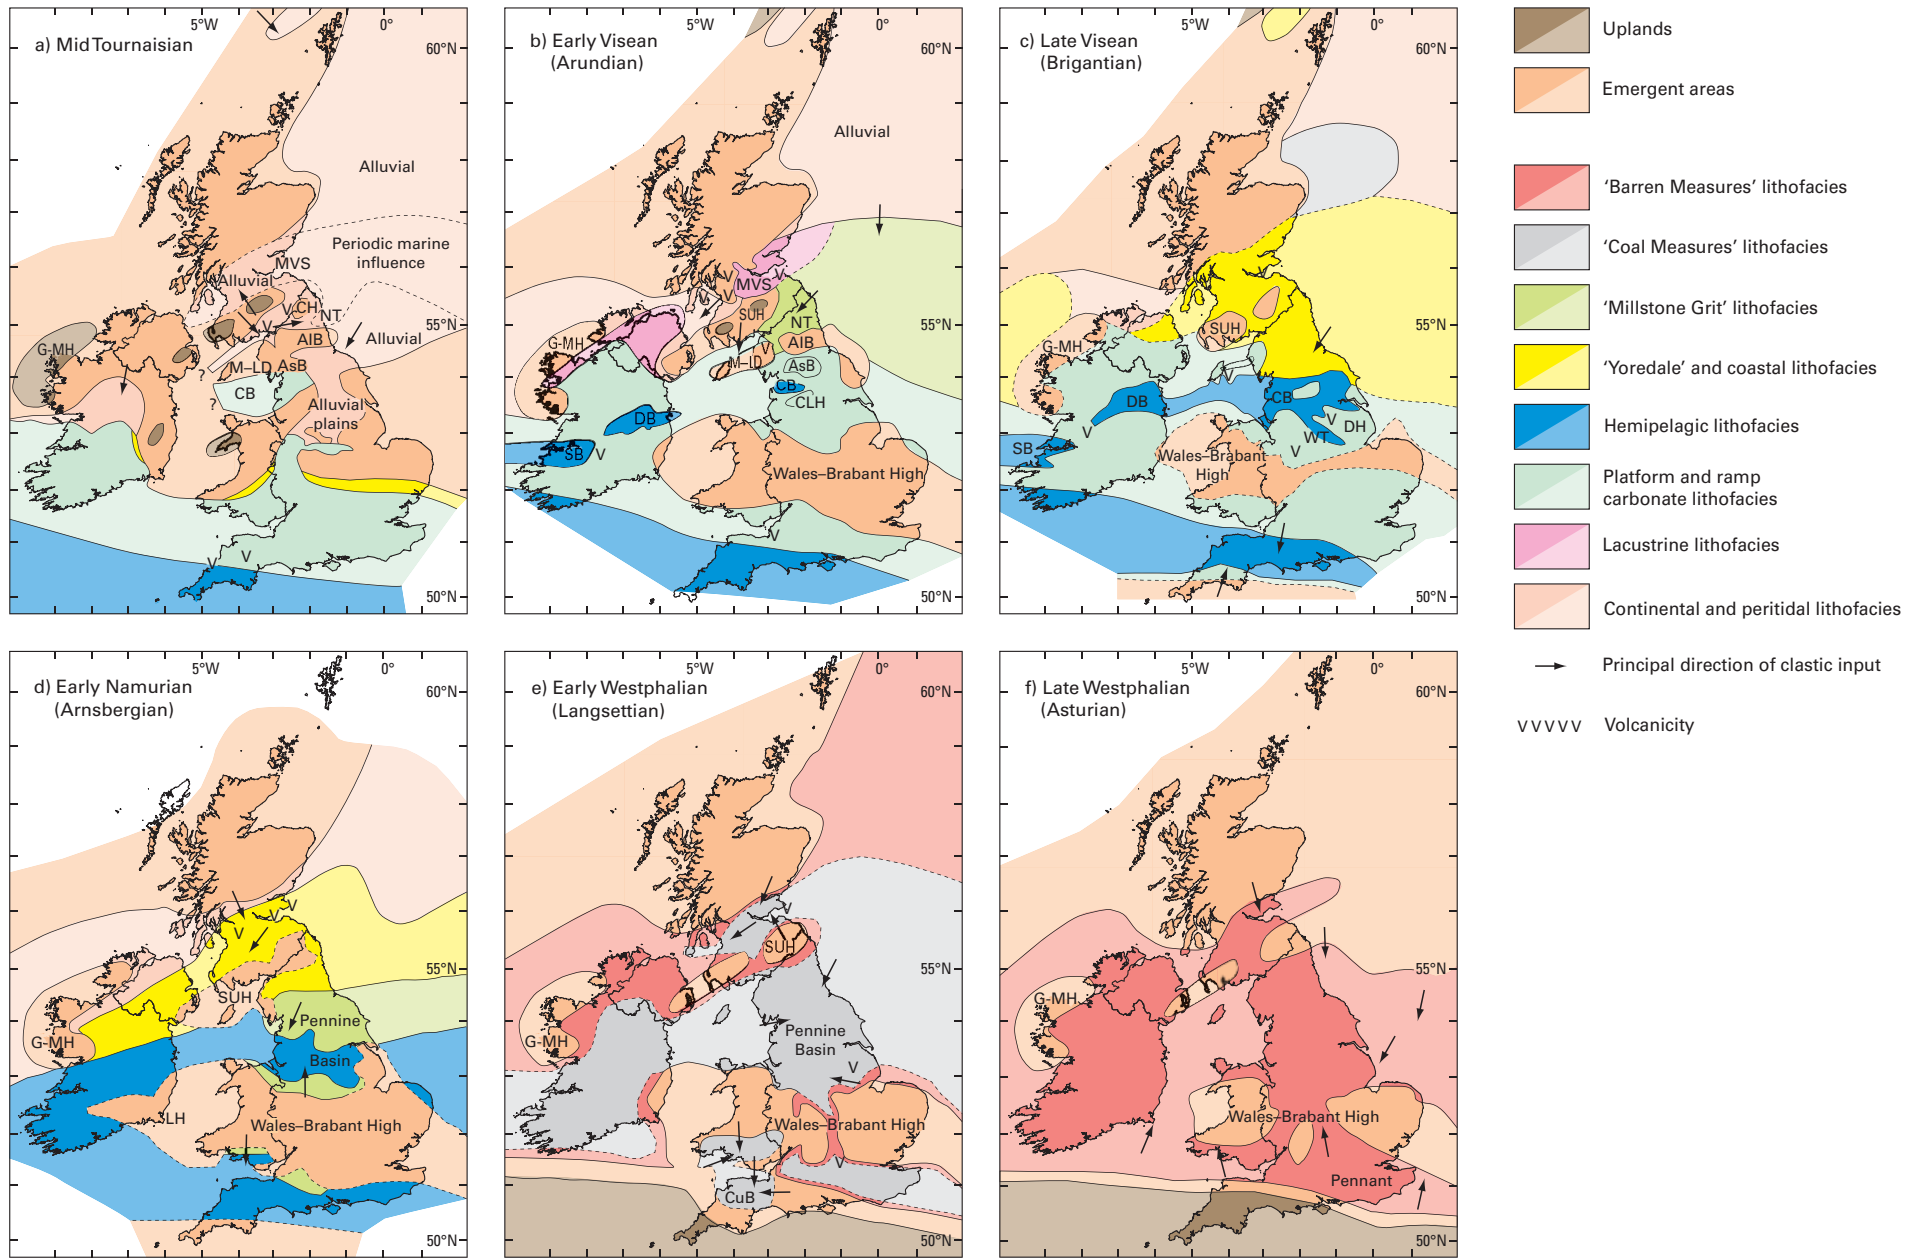 a) Mid Tournaisian
5°W
0°
60°N
Alluvial
Periodic marine
influence
MVS
Alluvial
V
CH
NT
V
AIB
Alluvial
55°N
G-MH
?
M–LD
AsB
CB
?
Alluvial
plains
V
V
50°N
b) Early Visean
(Arundian)
5°W
0°
60°N
Alluvial
V
V
MVS
V
V
SUH
NT
55°N
G-MH
V
AIB
M–LD
AsB
CB
CLH
DB
SB
V
Wales–Brabant High
V
50°N
c) Late Visean
(Brigantian)
5°W
0°
60°N
SUH
55°N
G-MH
V
V
DB
CB
V
V
DH
WT
SB
V
Wales–Brabant
High
50°N
d) Early Namurian
(Arnsbergian)
5°W
0°
60°N
V
V
V
55°N
SUH
Pennine
G-MH
Basin
LH
Wales–Brabant High
50°N
e) Early Westphalian
(Langsettian)
5°W
0°
60°N
V
SUH
55°N
G-MH
Pennine
Basin
V
Wales–Brabant High
V
CuB
50°N
f) Late Westphalian
(Asturian)
5°W
0°
60°N
55°N
G-MH
Wales–Brabant High
Pennant
50°N
Uplands
Emergent areas
‘Barren Measures’ lithofacies
‘Coal Measures’ lithofacies
‘Millstone Grit’ lithofacies
‘Yoredale’ and coastal lithofacies
Hemipelagic lithofacies
Platform and ramp
carbonate lithofacies
Lacustrine lithofacies
Continental and peritidal lithofacies
Principal direction of clastic input
V V V V V Volcanicity